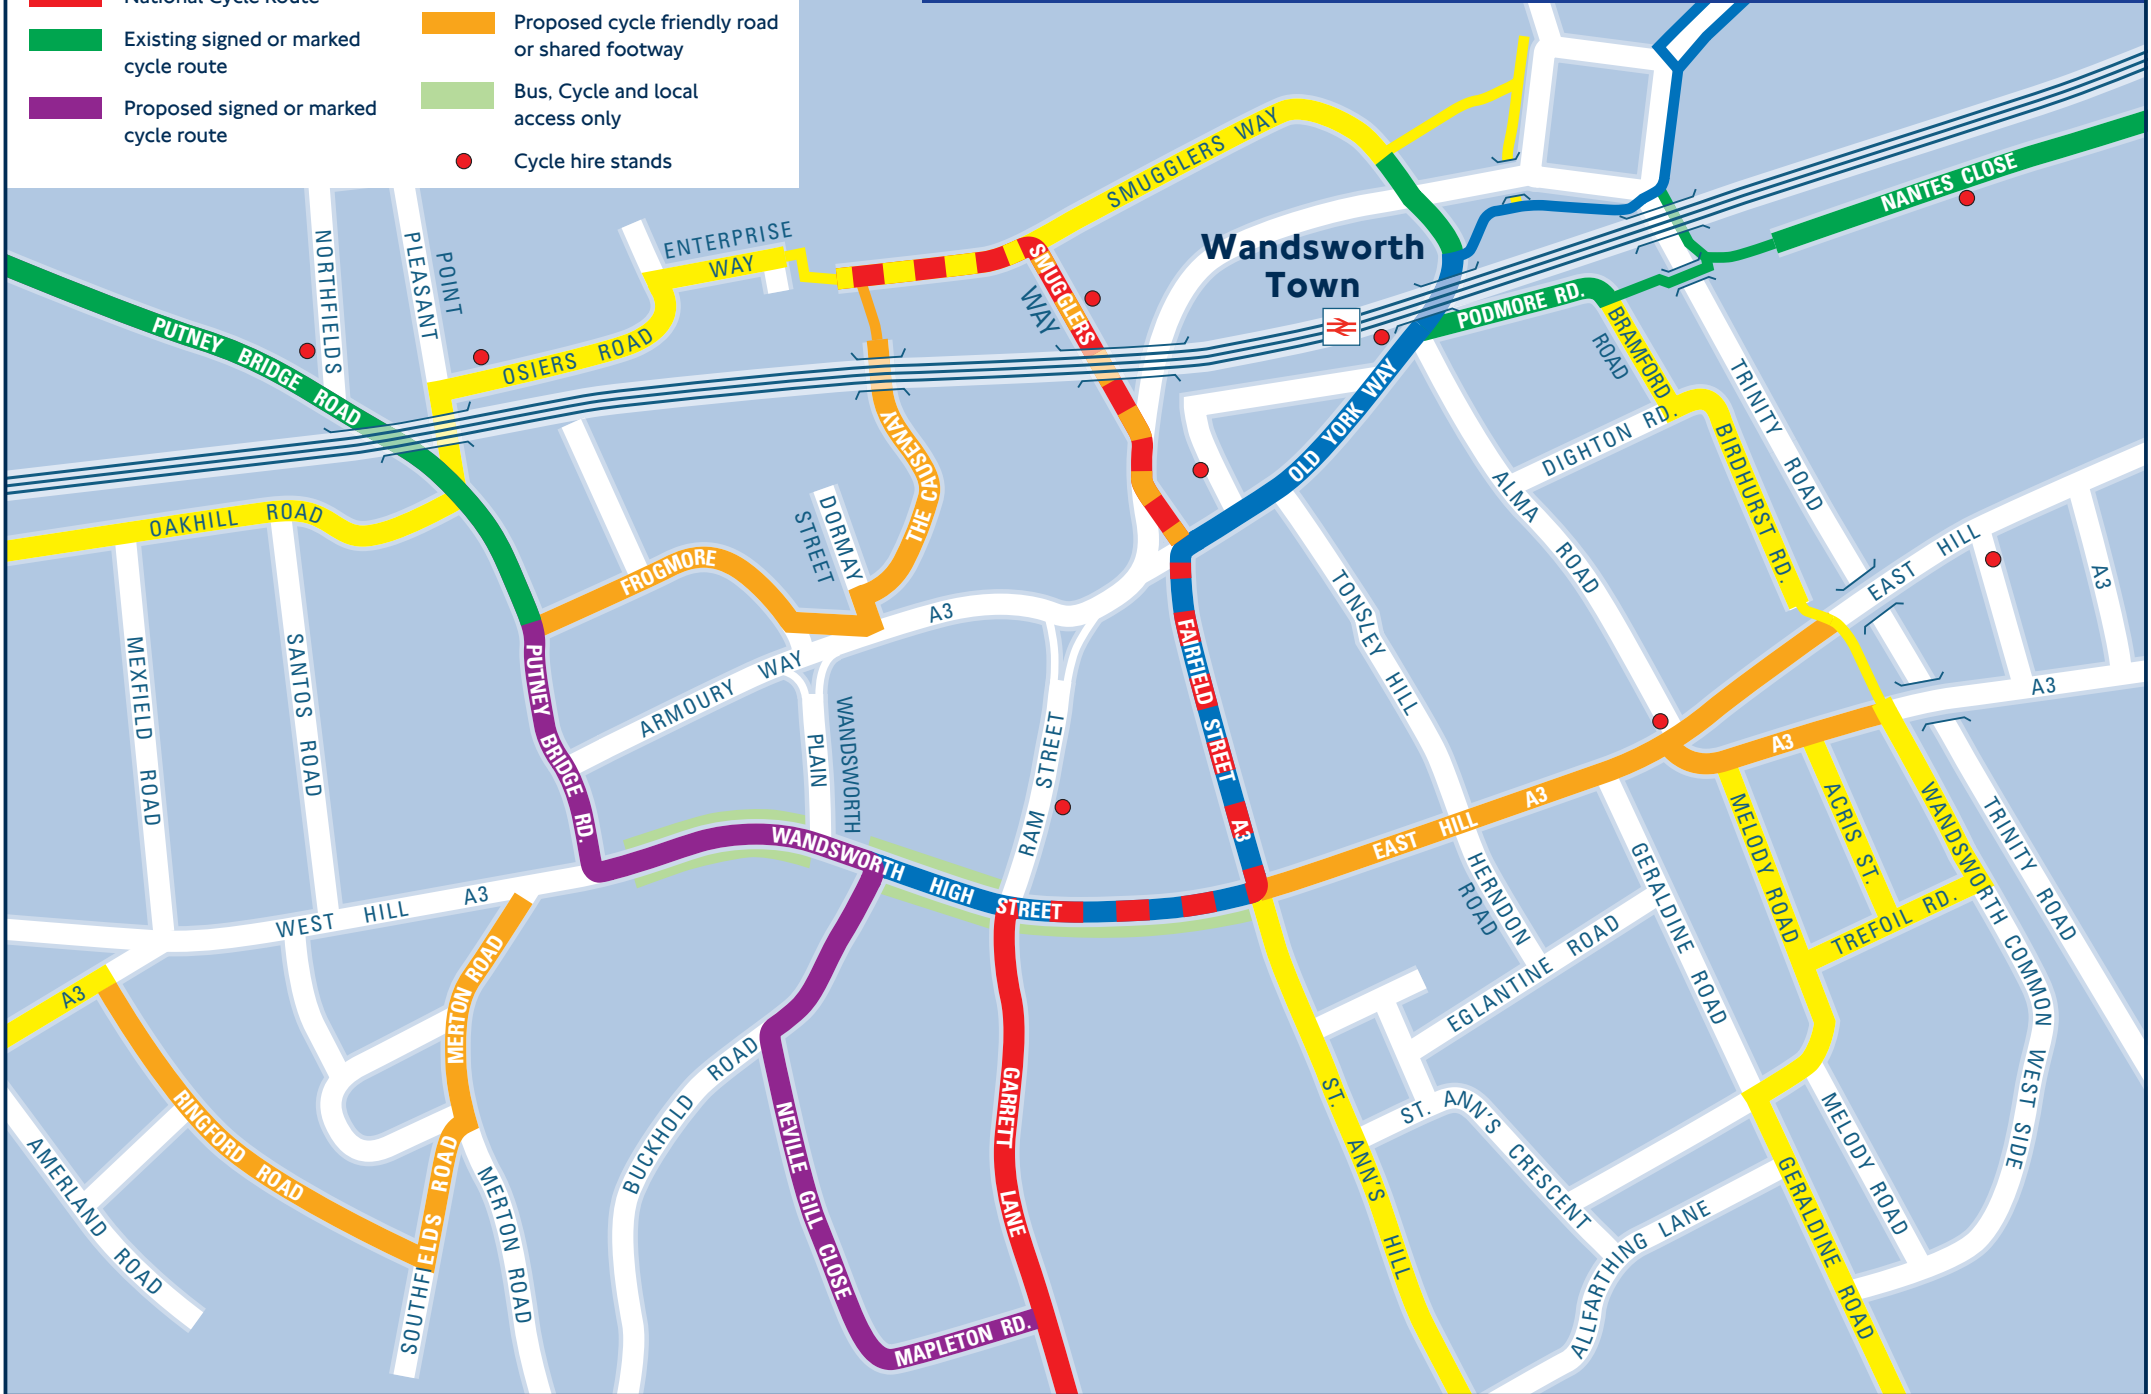 National Cycle Route
Existing signed or marked
cycle route
Proposed signed or marked
cycle route
Proposed cycle friendly road
or shared footway
Bus, Cycle and local
access only
Cycle hire stands
NORTHFIELDS
POINT
PLEASANT
ENTERPRISE
WAY
SMUGGLERS WAY
SMUGGLERS
WAY
Wandsworth
Town
NANTES CLOSE
PODMORE RD.
BRAMFORD
ROAD
PUTNEY BRIDGE ROAD
OSIERS ROAD
THE CAUSEWAY
OLD YORK WAY
DIGHTON RD.
TRINITY ROAD
BIRDHURST RD.
ALMA ROAD
OAKHILL ROAD
DORMAY
STREET
FROGMORE
A3
EAST HILL
A3
TONSLEY HILL
MEXFIELD ROAD
SANTOS ROAD
PUTNEY BRIDGE RD.
ARMOURY WAY
WANDSWORTH
PLAIN
RAM STREET
FAIRFIELD STREET A3
A3
A3
EAST HILL A3
WANDSWORTH HIGH STREET
WEST HILL A3
A3
MERTON ROAD
HERNDON
ROAD
EGLANTINE ROAD
GERALDINE ROAD
MELODY ROAD
ACRIS ST.
TREFOIL RD.
WANDSWORTH COMMON WEST SIDE
TRINITY ROAD
RINGFORD ROAD
AMERLAND ROAD
SOUTHFIELDS ROAD
MERTON ROAD
BUCKHOLD ROAD
NEVILLE GILL CLOSE
MAPLETON RD.
GARRETT LANE
ST. ANN'S HILL
ST. ANN'S CRESCENT
ALLFARTHING LANE
MELODY ROAD
GERALDINE ROAD